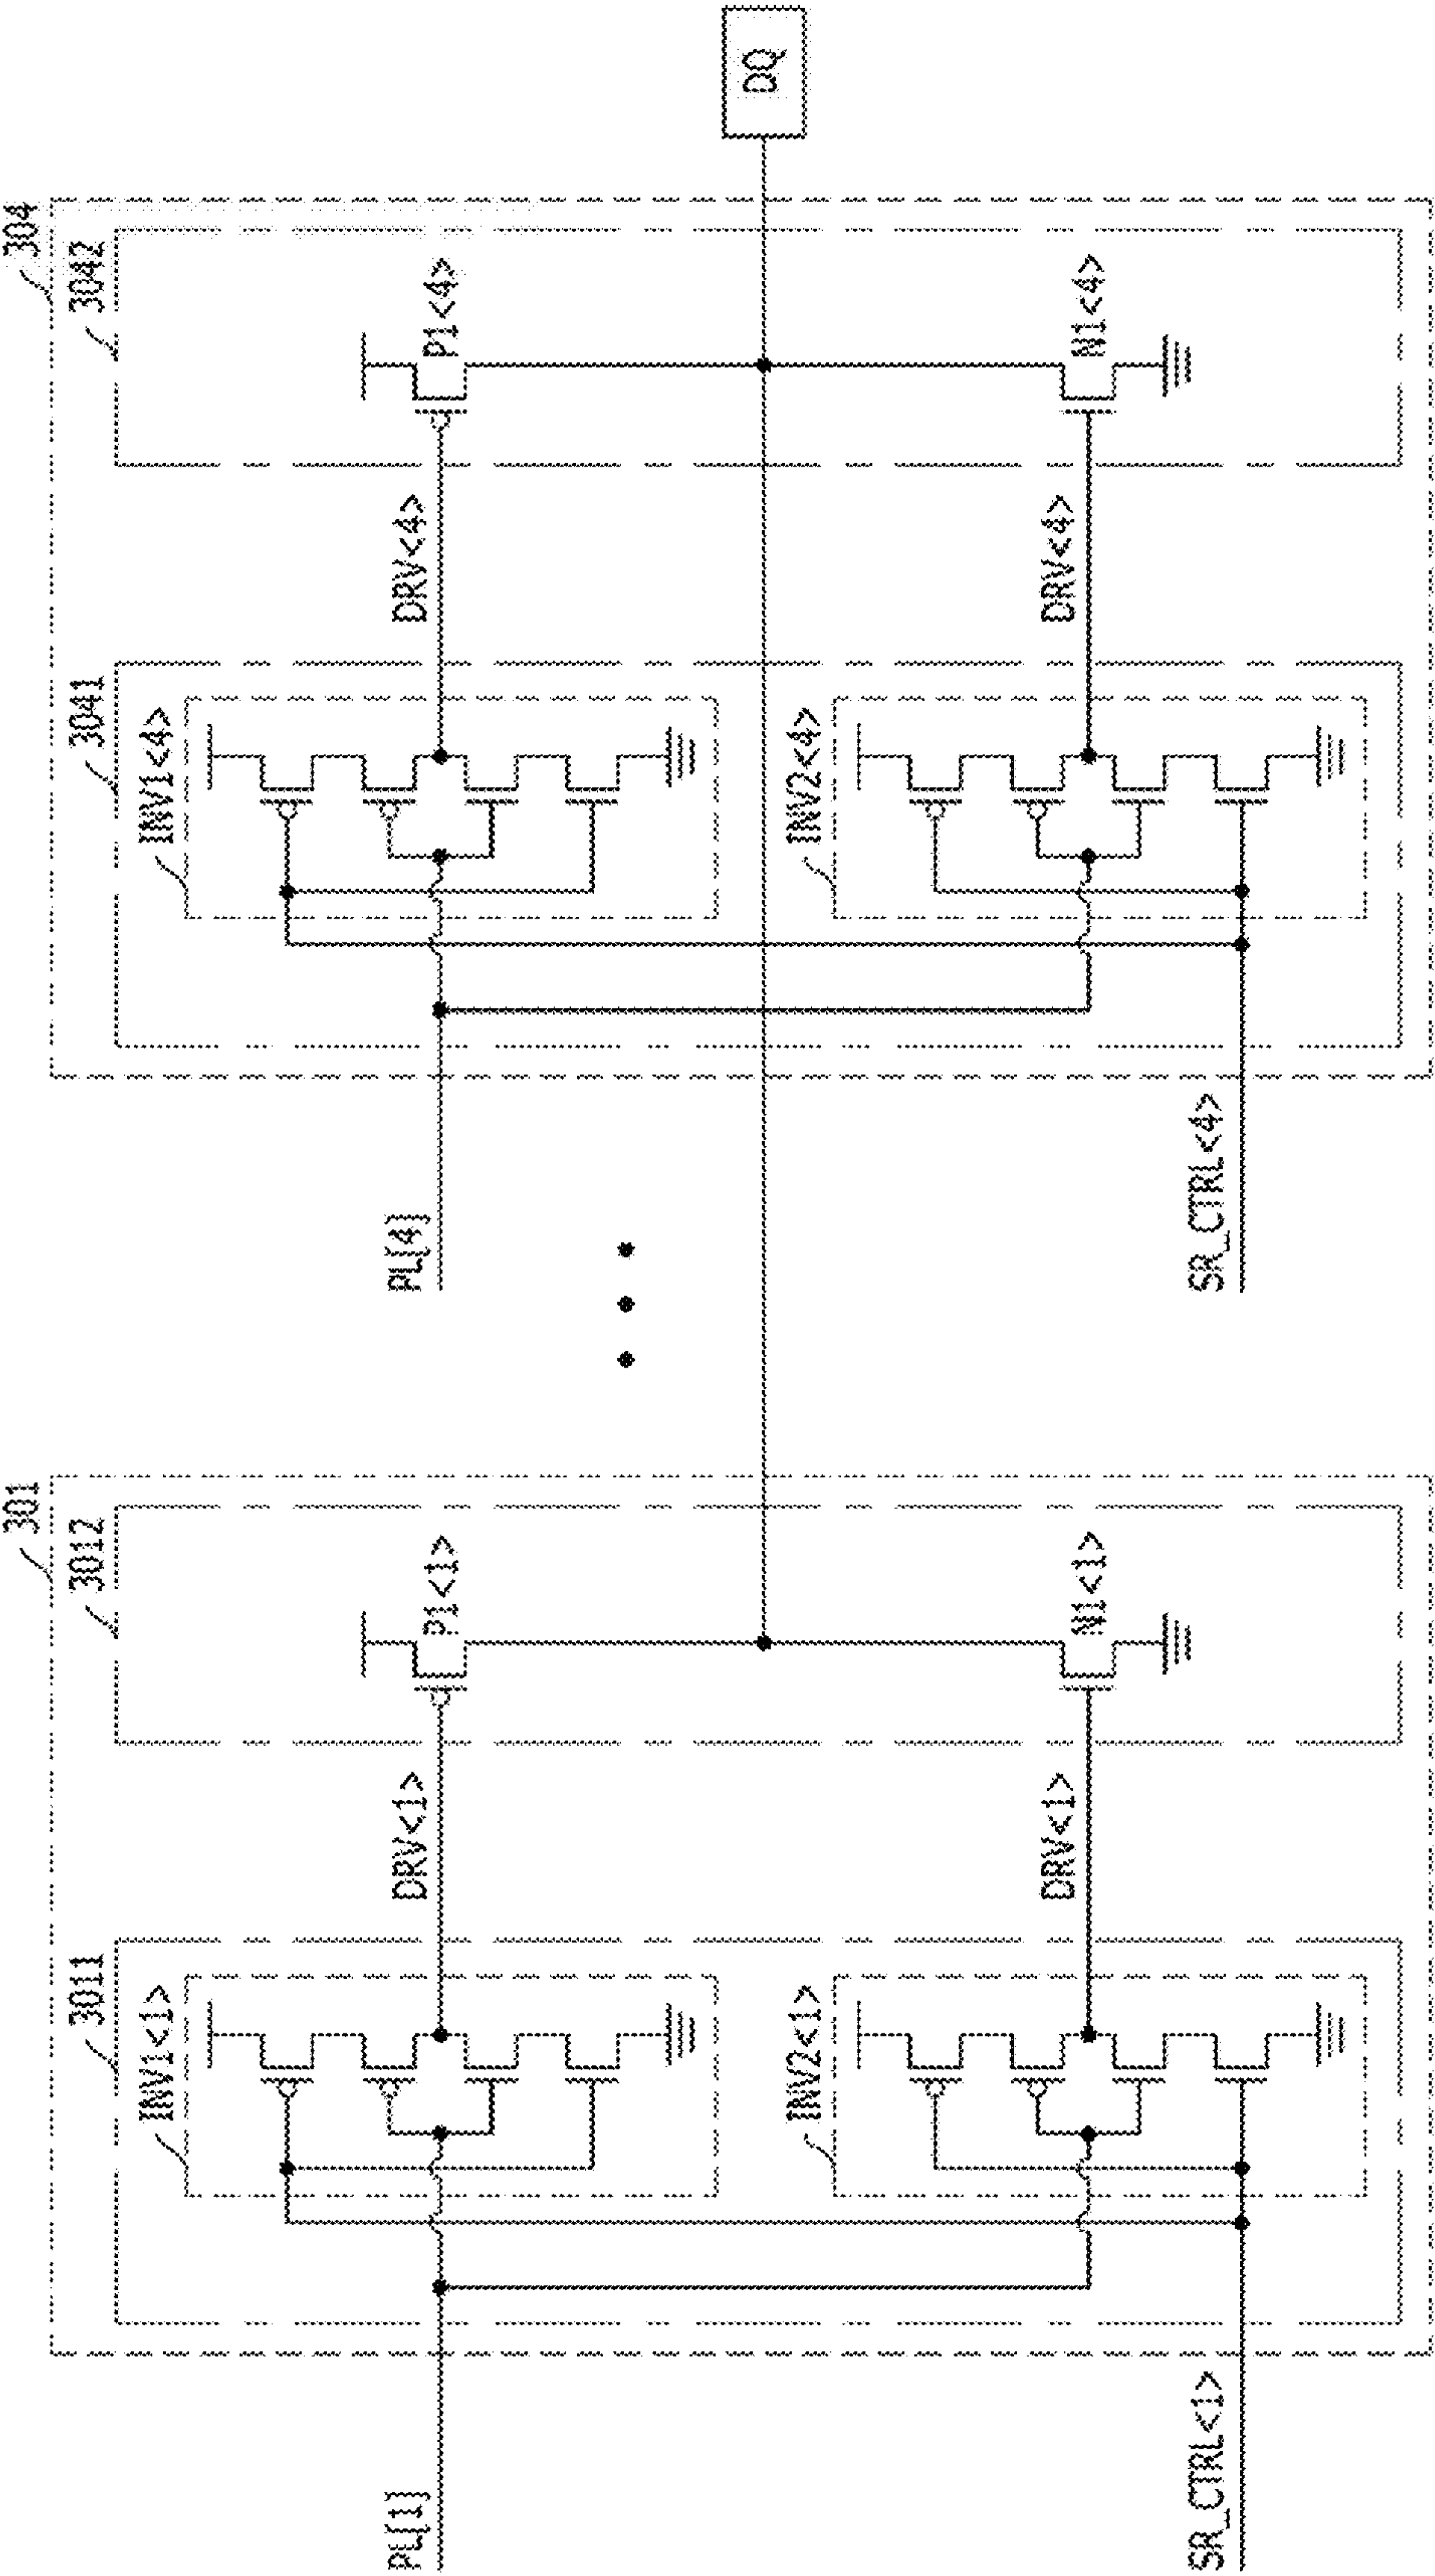 301
3011
3012
INV1<1>
DRV<1>
P1<1>
PL[1]
INV2<1>
DRV<1>
N1<1>
SR_CTRL<1>
304
3041
3042
INV1<4>
DRV<4>
P1<4>
PL[4]
INV2<4>
DRV<4>
N1<4>
SR_CTRL<4>
DQ